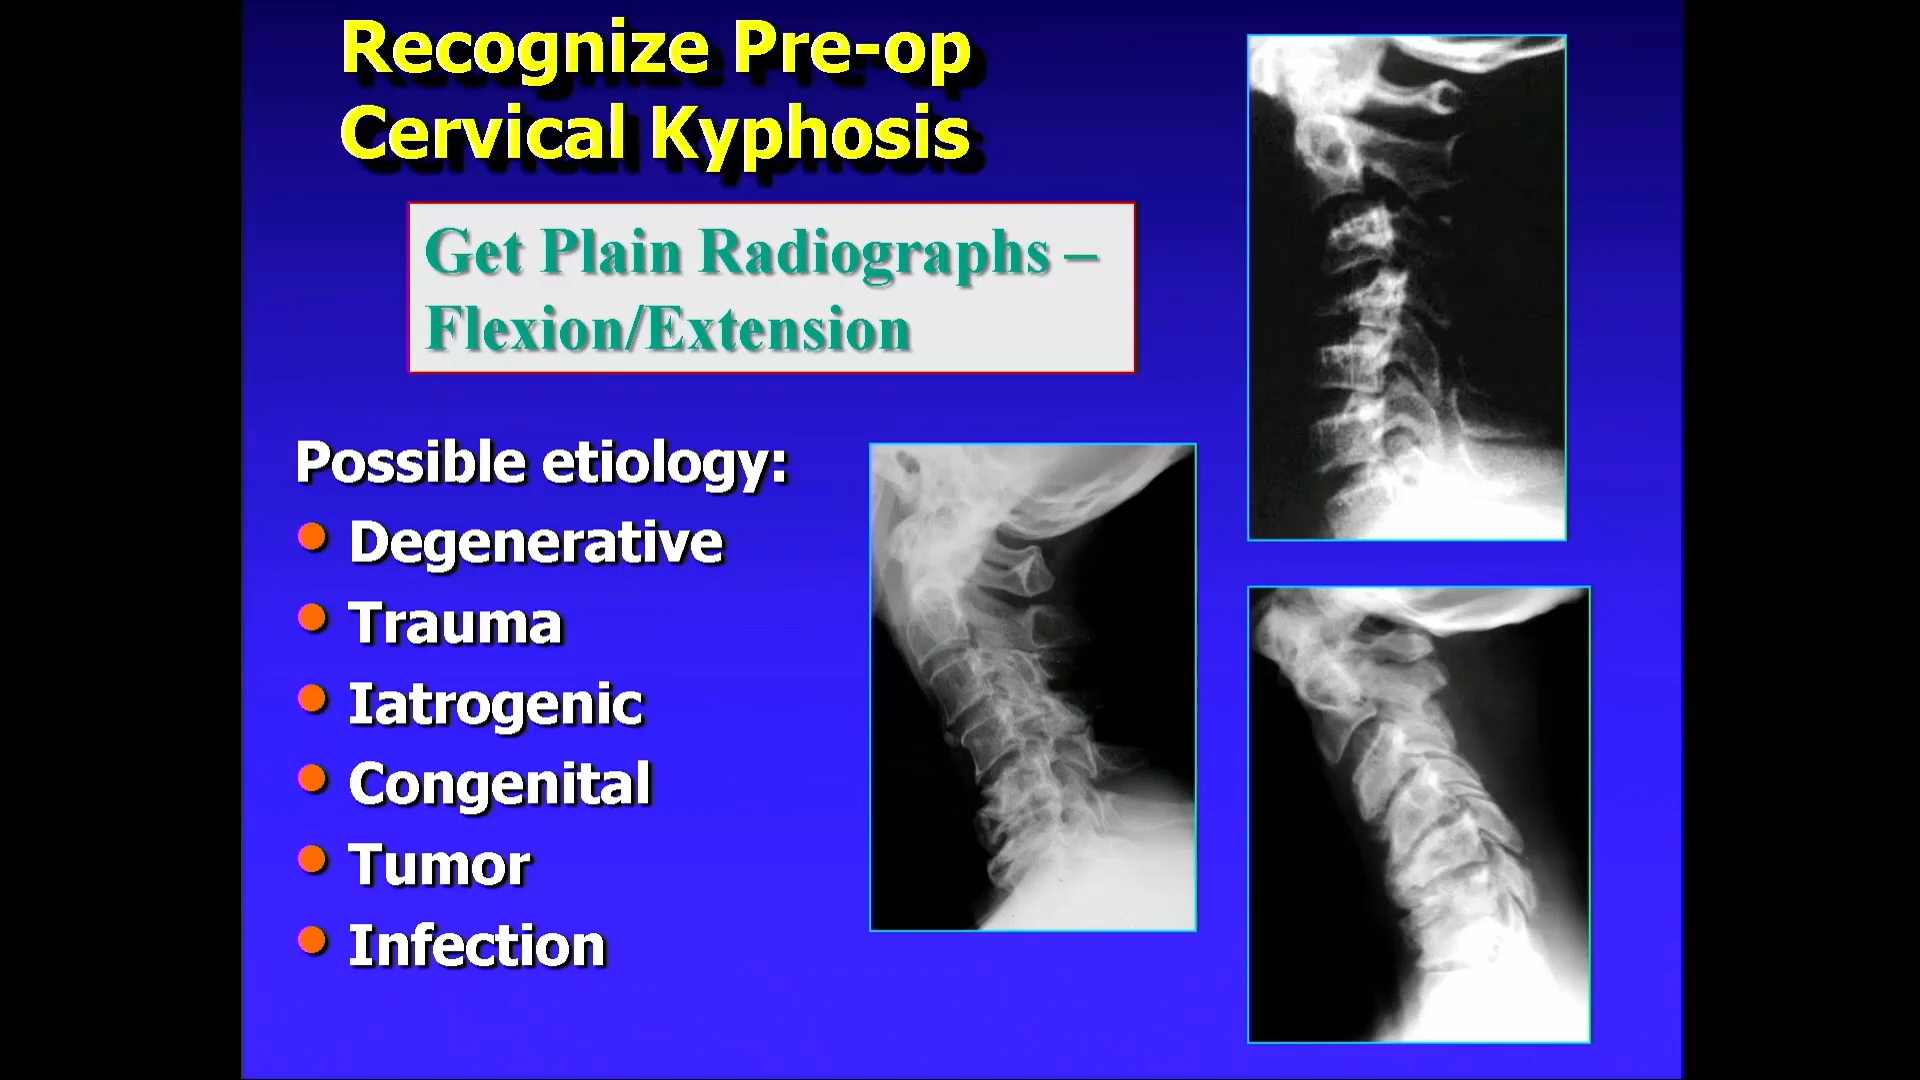 Recognize Pre-op
Cervical Kyphosis
Get Plain Radiographs –
Flexion/Extension
Possible etiology:
• Degenerative
• Trauma
• Iatrogenic
• Congenital
• Tumor
• Infection